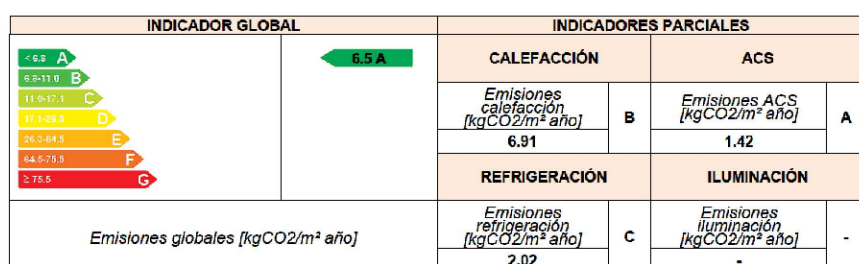 INDICADOR GLOBAL
INDICADORES PARCIALES
< 6.8 A
6.8-11.0 B
11.0-17.1 C
17.1-26.3 D
26.3-64.5 E
64.5-75.5 F
≥ 75.5 G
6.5 A
CALEFACCIÓN
ACS
Emisiones
calefacción
[kgCO2/m² año]
B
6.91
Emisiones ACS
[kgCO2/m² año]
A
1.42
REFRIGERACIÓN
ILUMINACIÓN
Emisiones globales [kgCO2/m² año]
Emisiones
refrigeración
[kgCO2/m² año]
C
2.02
Emisiones
iluminación
[kgCO2/m² año]
-
-